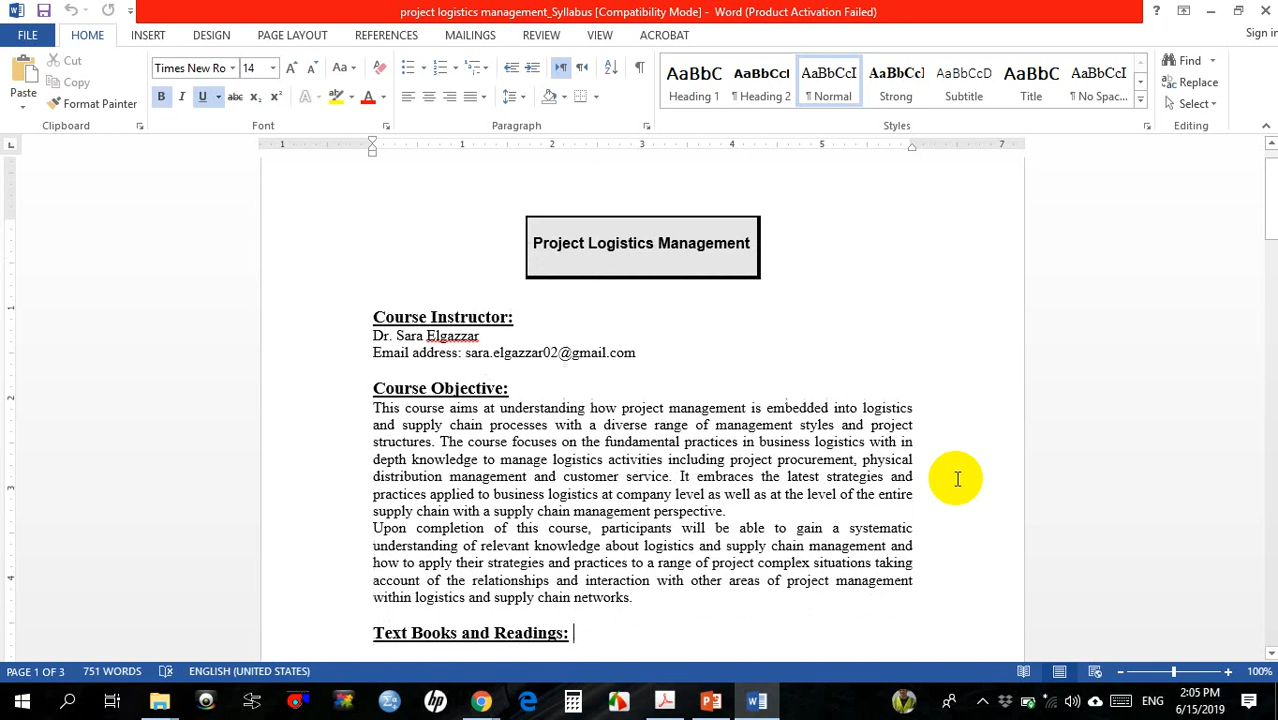 project logistics management_Syllabus [Compatibility Mode] - Word (Product Activation Failed)
FILE HOME INSERT DESIGN PAGE LAYOUT REFERENCES MAILINGS REVIEW VIEW ACROBAT Sign in
Paste
Cut
Copy
Format Painter
Clipboard
Times New Ro 14
Font
Paragraph
AaBbC AaBbCcI AaBbCcI AaBbCcI AaBbCcD AaBbC AaBbCcI
Heading 1 ¶ Heading 2 ¶ Normal Strong Subtitle Title ¶ No Spac...
Styles
Find
Replace
Select
Editing
1 1 2 3 4 5 7
Project Logistics Management
Course Instructor:
Dr. Sara Elgazzar
Email address: sara.elgazzar02@gmail.com
Course Objective:
This course aims at understanding how project management is embedded into logistics
and supply chain processes with a diverse range of management styles and project
structures. The course focuses on the fundamental practices in business logistics with in
depth knowledge to manage logistics activities including project procurement, physical
distribution management and customer service. It embraces the latest strategies and
practices applied to business logistics at company level as well as at the level of the entire
supply chain with a supply chain management perspective.
Upon completion of this course, participants will be able to gain a systematic
understanding of relevant knowledge about logistics and supply chain management and
how to apply their strategies and practices to a range of project complex situations taking
account of the relationships and interaction with other areas of project management
within logistics and supply chain networks.
Text Books and Readings:
PAGE 1 OF 3 751 WORDS ENGLISH (UNITED STATES) 100%
ENG
2:05 PM
6/15/2019